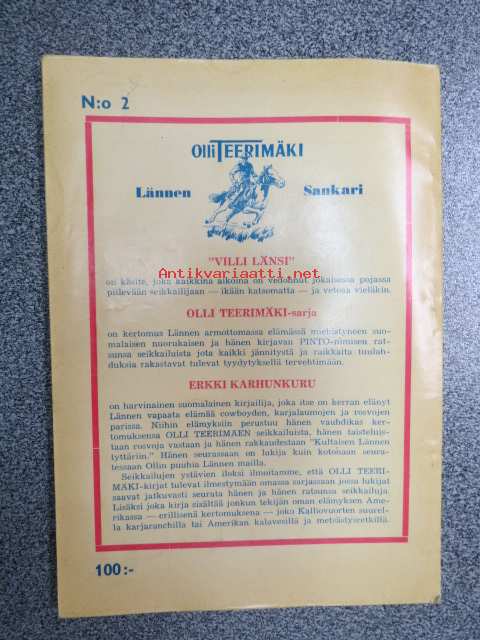 N:o 2
Olli TEERIMÄKI
Lännen Sankari
"VILLI LÄNSI"
Antikvariaatti.net
on käsite, joka kaikkina aikoina on vedonnut jokaisessa pojassa
piilevään seikkailijaan — ikään katsomatta — ja vetoaa vieläkin.
OLLI TEERIMÄKI-sarja
on kertomus Lännen armottomassa elämässä miehistyneen suo-
malaisen nuorukaisen ja hänen kirjavan PINTO-nimisen rat-
sunsa seikkailuista jota kaikki jännitystä ja raikkaita tuulah-
duksia rakastavat tulevat tyydytyksellä tervehtimään.
ERKKI KARHUNKURU
on harvinainen suomalainen kirjailija, joka itse on kerran elänyt
Lännen vapaata elämää cowboyden, karjalaumojen ja rosvojen
parissa. Niihin elämyksiin perustuu hänen vauhdikas ker-
tomuksensa OLLI TEERIMÄEN seikkailuista, hänen taisteluis-
taan rosvoja vastaan ja hänen rakkaudestaan "Kultaisen Lännen
tyttäriin." Hänen seurassaan on lukija kuin kotonaan seura-
tessaan Ollin puuhia Lännen mailla.
Seikkailujen ystävien iloksi ilmoitamme, että OLLI TEERI-
MÄKI-kirjat tulevat ilmestymään omassa sarjassaan jossa lukijat
saavat jatkuvasti seurata hänen ja hänen ratsunsa seikkailuja.
Lisäksi joka kirja sisältää jonkun tekijän oman elämyksen Ame-
rikassa — erillisenä kertomuksena — joko Kalliovuorten suurel-
la karjaranchilla tai Amerikan kalavesillä ja metsästysretkillä.
100:-